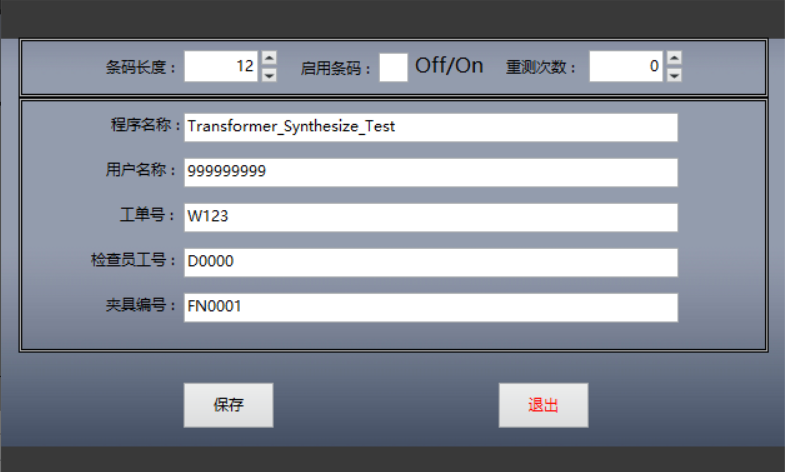 条码长度： 12 启用条码： Off/On 重测次数： 0
程序名称：Transformer_Synthesize_Test
用户名称：999999999
工单号： W123
检查员工号：D0000
夹具编号：FN0001
保存 退出